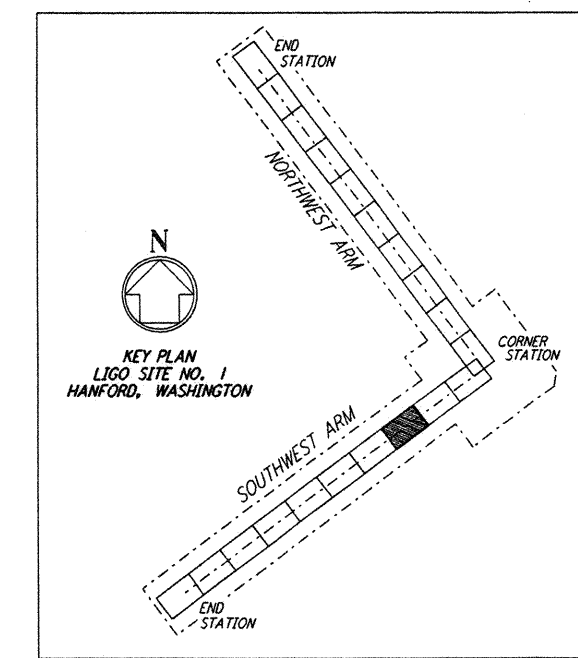 END
STATION
NORTHWEST ARM
N
KEY PLAN
LIGO SITE NO. 1
HANFORD, WASHINGTON
CORNER
STATION
SOUTHWEST ARM
END
STATION